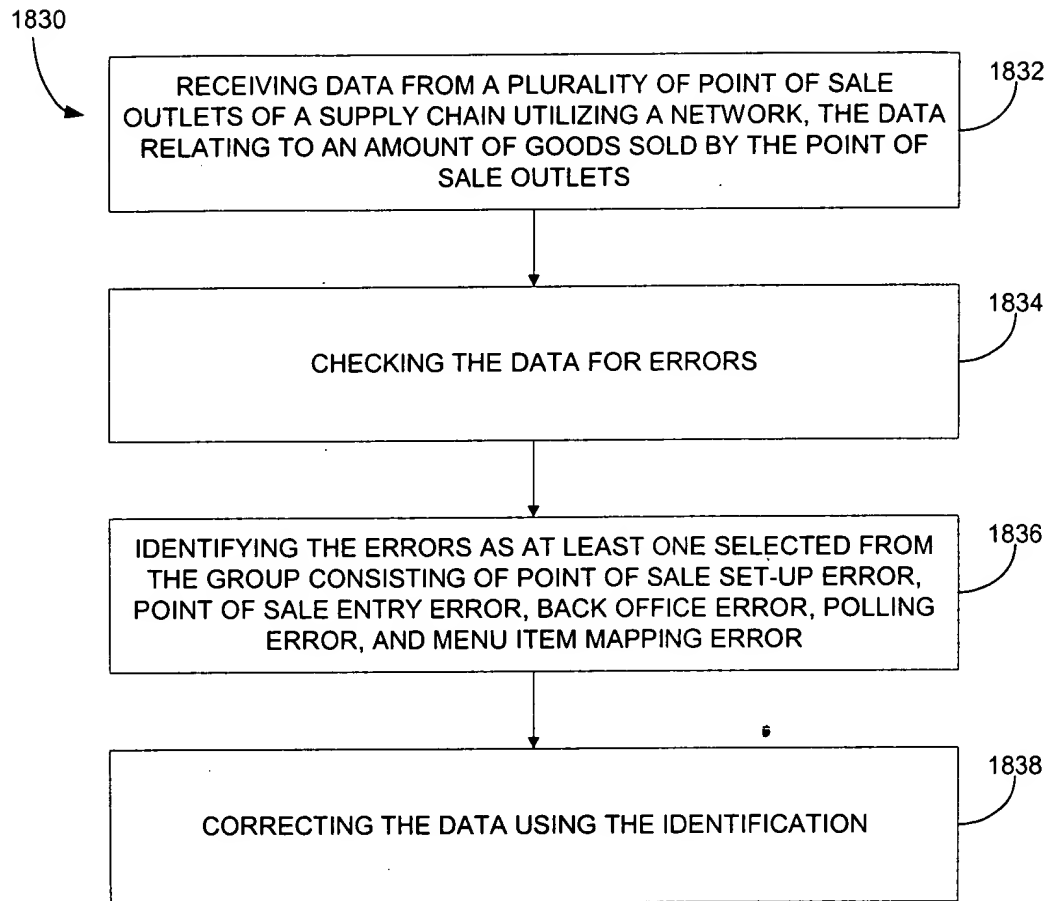 1830
RECEIVING DATA FROM A PLURALITY OF POINT OF SALE
OUTLETS OF A SUPPLY CHAIN UTILIZING A NETWORK, THE DATA
RELATING TO AN AMOUNT OF GOODS SOLD BY THE POINT OF
SALE OUTLETS
1832
CHECKING THE DATA FOR ERRORS
1834
IDENTIFYING THE ERRORS AS AT LEAST ONE SELECTED FROM
THE GROUP CONSISTING OF POINT OF SALE SET-UP ERROR,
POINT OF SALE ENTRY ERROR, BACK OFFICE ERROR, POLLING
ERROR, AND MENU ITEM MAPPING ERROR
1836
CORRECTING THE DATA USING THE IDENTIFICATION
1838